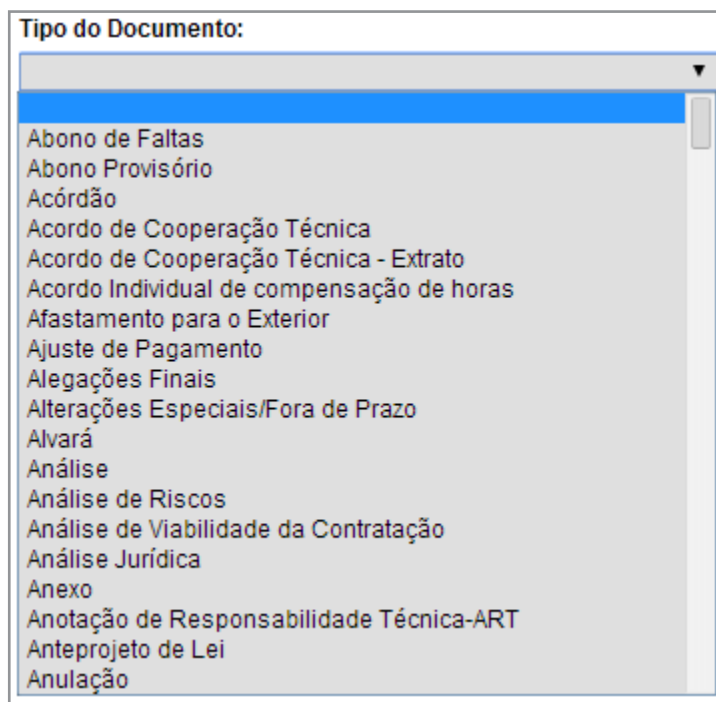 Tipo do Documento:
Abono de Faltas
Abono Provisório
Acórdão
Acordo de Cooperação Técnica
Acordo de Cooperação Técnica - Extrato
Acordo Individual de compensação de horas
Afastamento para o Exterior
Ajuste de Pagamento
Alegações Finais
Alterações Especiais/Fora de Prazo
Alvará
Análise
Análise de Riscos
Análise de Viabilidade da Contratação
Análise Jurídica
Anexo
Anotação de Responsabilidade Técnica-ART
Anteprojeto de Lei
Anulação